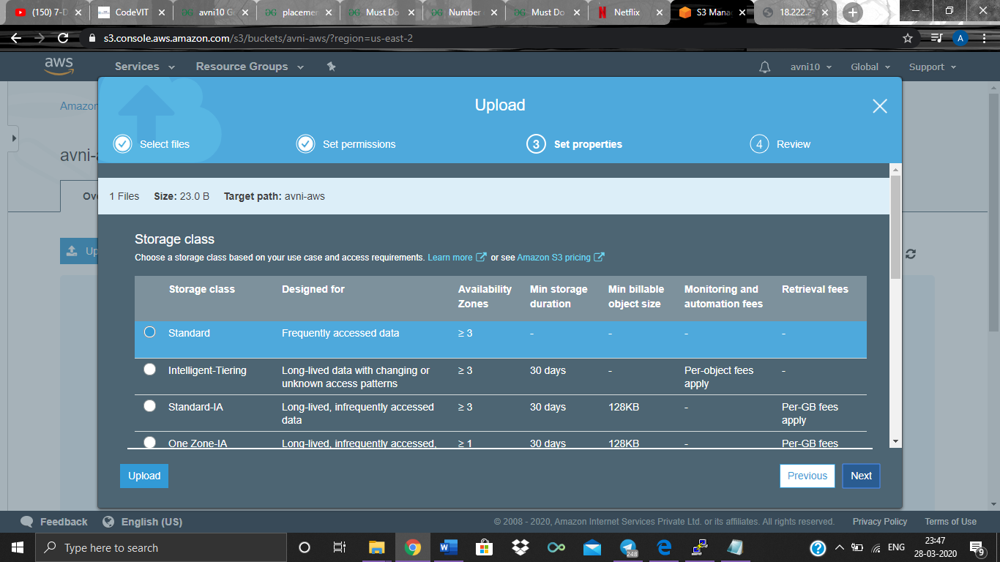 (150) 7-D
CodeVIT
avni10 G
placemen
Must Do
Number
Must Do
Netflix
S3 Mana
18.222.2
s3.console.aws.amazon.com/s3/buckets/avni-aws/?region=us-east-2
A
aws
Services
Resource Groups
avni10
Global
Support
Amazon
Upload
Select files
Set permissions
3 Set properties
4 Review
avni-
Ov
1 Files Size: 23.0 B Target path: avni-aws
Up
Storage class
Choose a storage class based on your use case and access requirements. Learn more or see Amazon S3 pricing
Storage class Designed for Availability Zones Min storage duration Min billable object size Monitoring and automation fees Retrieval fees
Standard Frequently accessed data ≥ 3 - - - -
Intelligent-Tiering Long-lived data with changing or unknown access patterns ≥ 3 30 days - Per-object fees apply -
Standard-IA Long-lived, infrequently accessed data ≥ 3 30 days 128KB - Per-GB fees apply
One Zone-IA Long-lived, infrequently accessed, ≥ 1 30 days 128KB - Per-GB fees
Upload
Previous
Next
Feedback
English (US)
© 2008 - 2020, Amazon Internet Services Private Ltd. or its affiliates. All rights reserved.
Privacy Policy
Terms of Use
Type here to search
248
ENG
23:47
28-03-2020
9